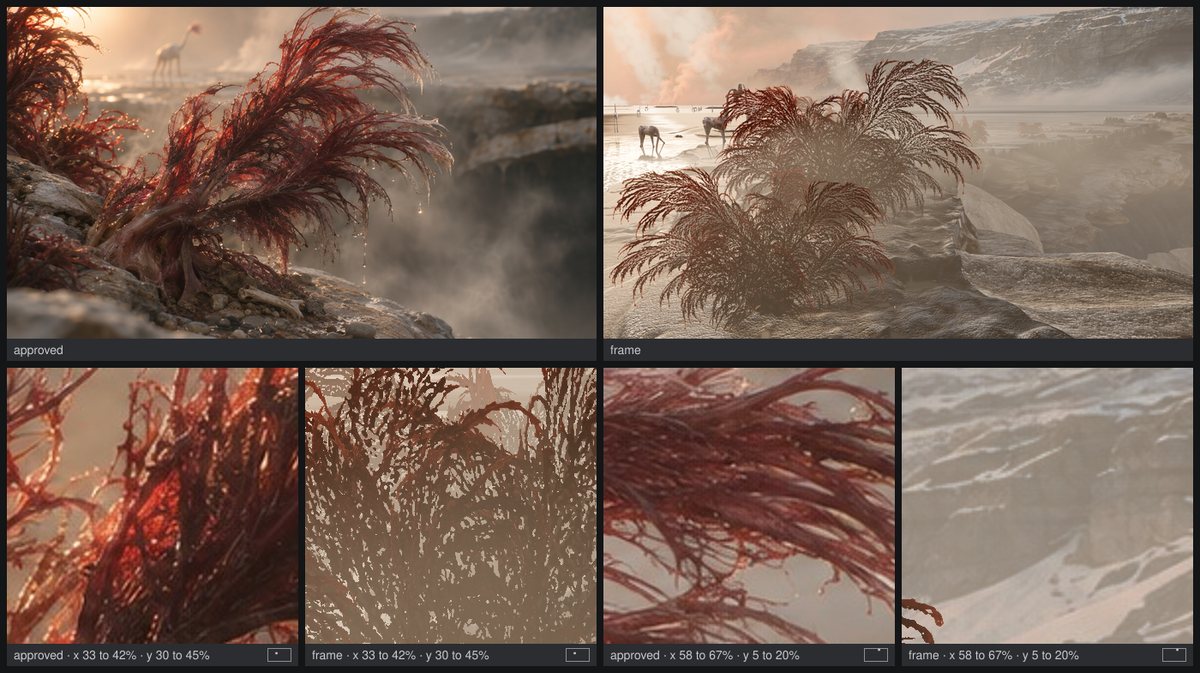 approved
frame
approved · x 33 to 42% · y 30 to 45%
frame · x 33 to 42% · y 30 to 45%
approved · x 58 to 67% · y 5 to 20%
frame · x 58 to 67% · y 5 to 20%